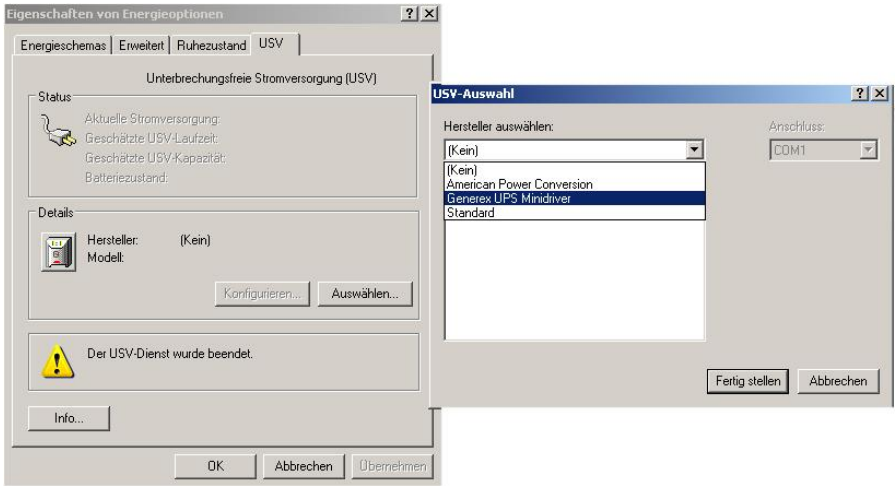 Eigenschaften von Energieoptionen
Energieschemas Erweitert Ruhezustand USV
Unterbrechungsfreie Stromversorgung (USV)
Status
Aktuelle Stromversorgung:
Geschätzte USV-Laufzeit:
Geschätzte USV-Kapazität:
Batteriezustand:
Details
Hersteller: (Kein)
Modell:
Konfigurieren... Auswählen...
Der USV-Dienst wurde beendet.
Info...
OK Abbrechen Übernehmen
USV-Auswahl
Hersteller auswählen: Anschluss:
(Kein) COM1
(Kein)
American Power Conversion
Generex UPS Minidriver
Standard
Fertig stellen Abbrechen